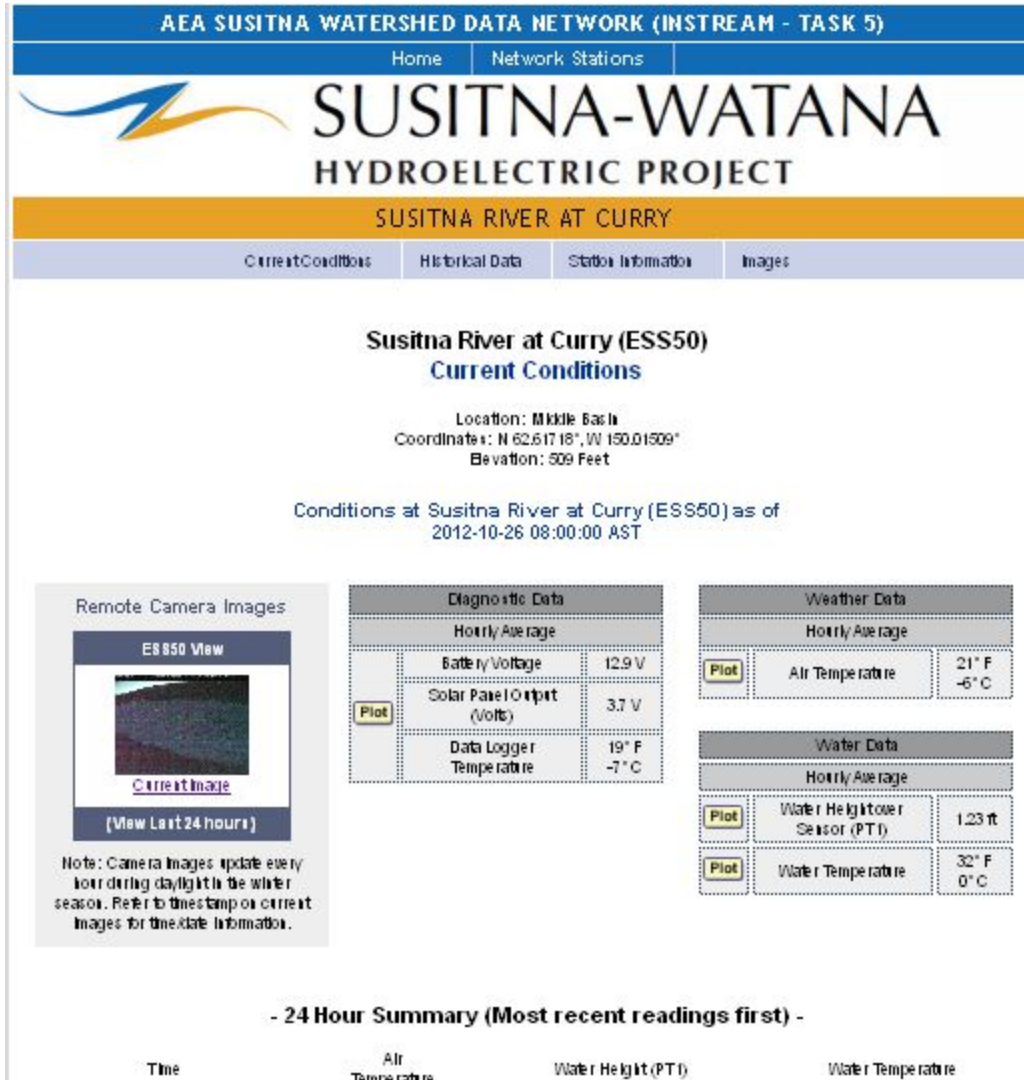 AEA SUSITNA WATERSHED DATA NETWORK (INSTREAM - TASK 5)
Home Network Stations
SUSITNA-WATANA
HYDROELECTRIC PROJECT
SUSITNA RIVER AT CURRY
Current Conditions Historical Data Station Information Images
Susitna River at Curry (ESS50)
Current Conditions
Location: Middle Basin
Coordinates: N 62.61718°, W 150.01509°
Elevation: 509 Feet
Conditions at Susitna River at Curry (ESS50) as of
2012-10-26 08:00:00 AST
Remote Camera Images
ESS50 View
Current Image
(View Last 24 hours)
Note: Camera Images update every
hour during daylight in the winter
season. Refer to timestamp on current
images for time/date information.
Diagnostic Data
Hourly Average
Plot
Battery Voltage 12.9 V
Solar Panel Output
(Volts) 3.7 V
Data Logger
Temperature 19° F
-7° C
Weather Data
Hourly Average
Plot Air Temperature 21° F
-6° C
Water Data
Hourly Average
Plot Water Height over
Sensor (PT1) 1.23 ft
Plot Water Temperature 32° F
0° C
- 24 Hour Summary (Most recent readings first) -
Time Air
Temperature Water Height (PT1) Water Temperature